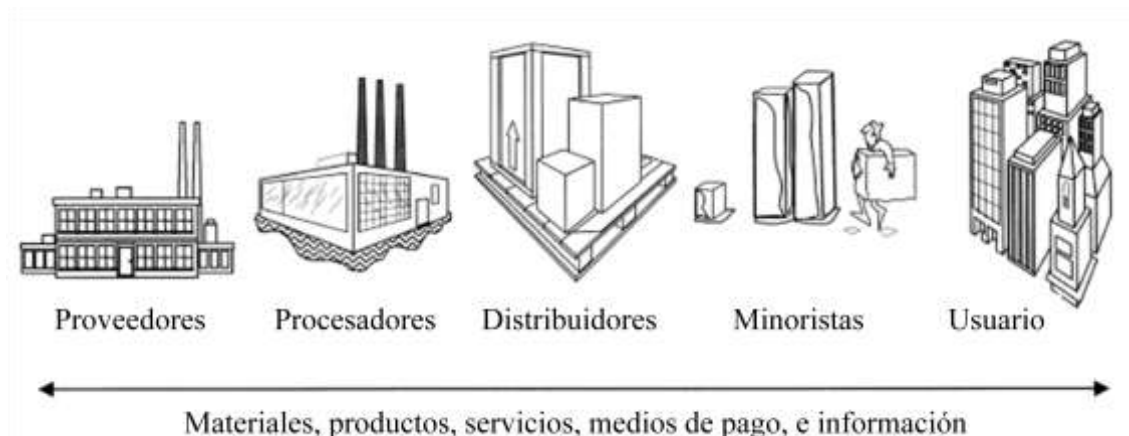 Proveedores Procesadores Distribuidores Minoristas Usuario
Materiales, productos, servicios, medios de pago, e información